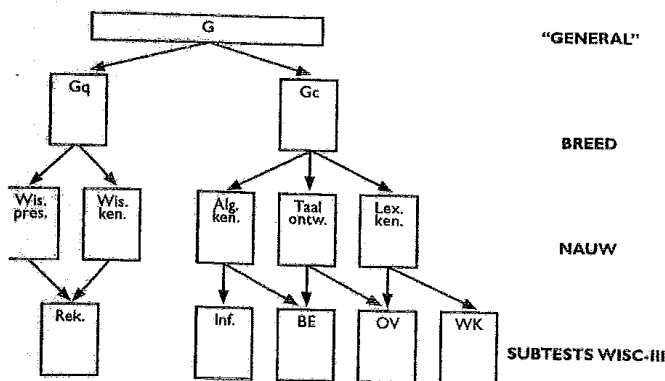 G
"GENERAL"
Gq
Gc
BREED
Wis.
pres.
Wis.
ken.
Alg.
ken.
Taal
ontw.
Lex.
ken.
NAUW
Rek.
Inf.
BE
OV
WK
SUBTESTS WISC-III